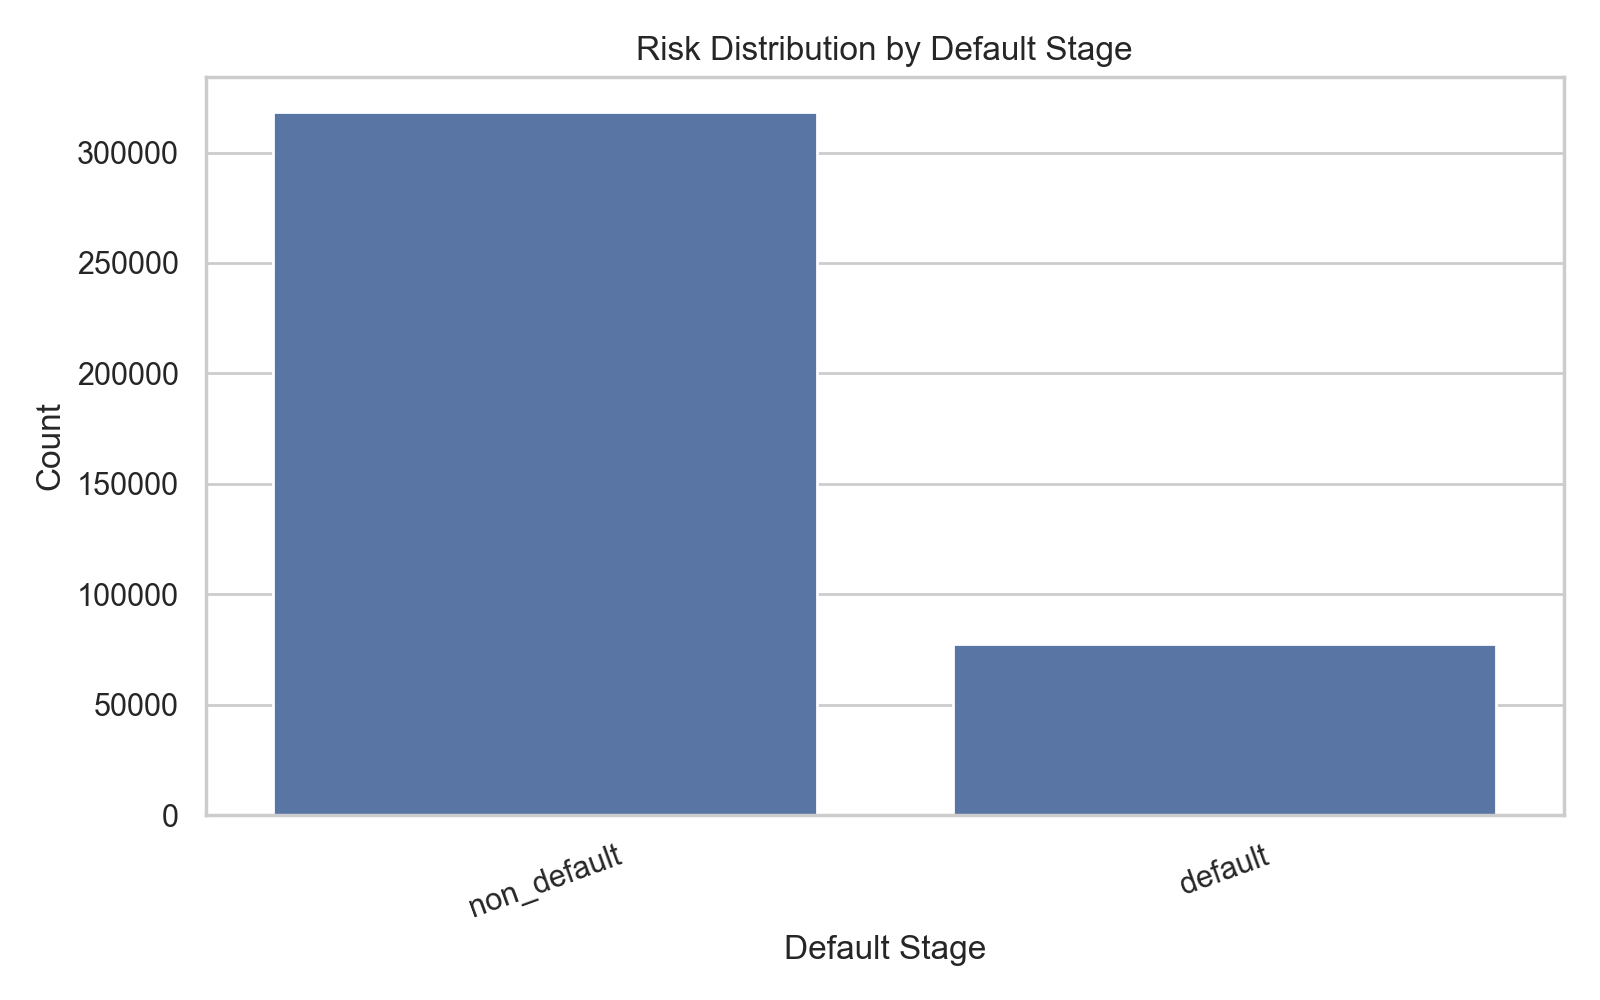 Risk Distribution by Default Stage
300000
250000
200000
150000
100000
50000
0
Count
non_default
default
Default Stage